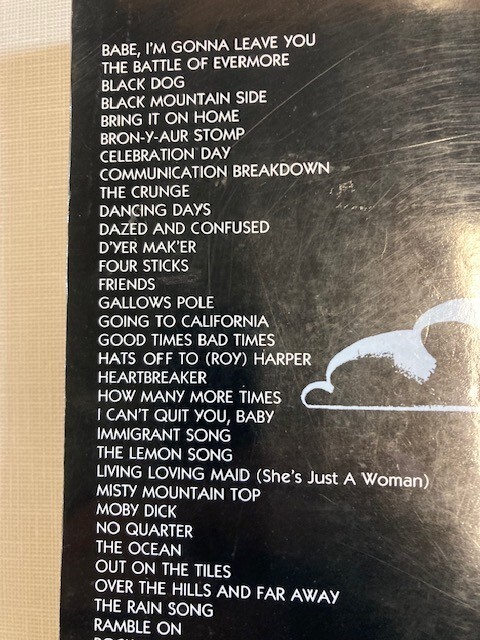 BABE, I'M GONNA LEAVE YOU
THE BATTLE OF EVERMORE
BLACK DOG
BLACK MOUNTAIN SIDE
BRING IT ON HOME
BRON-Y-AUR STOMP
CELEBRATION DAY
COMMUNICATION BREAKDOWN
THE CRUNGE
DANCING DAYS
DAZED AND CONFUSED
D'YER MAK'ER
FOUR STICKS
FRIENDS
GALLOWS POLE
GOING TO CALIFORNIA
GOOD TIMES BAD TIMES
HATS OFF TO (ROY) HARPER
HEARTBREAKER
HOW MANY MORE TIMES
I CAN'T QUIT YOU, BABY
IMMIGRANT SONG
THE LEMON SONG
LIVING LOVING MAID (She's Just A Woman)
MISTY MOUNTAIN TOP
MOBY DICK
NO QUARTER
THE OCEAN
OUT ON THE TILES
OVER THE HILLS AND FAR AWAY
THE RAIN SONG
RAMBLE ON